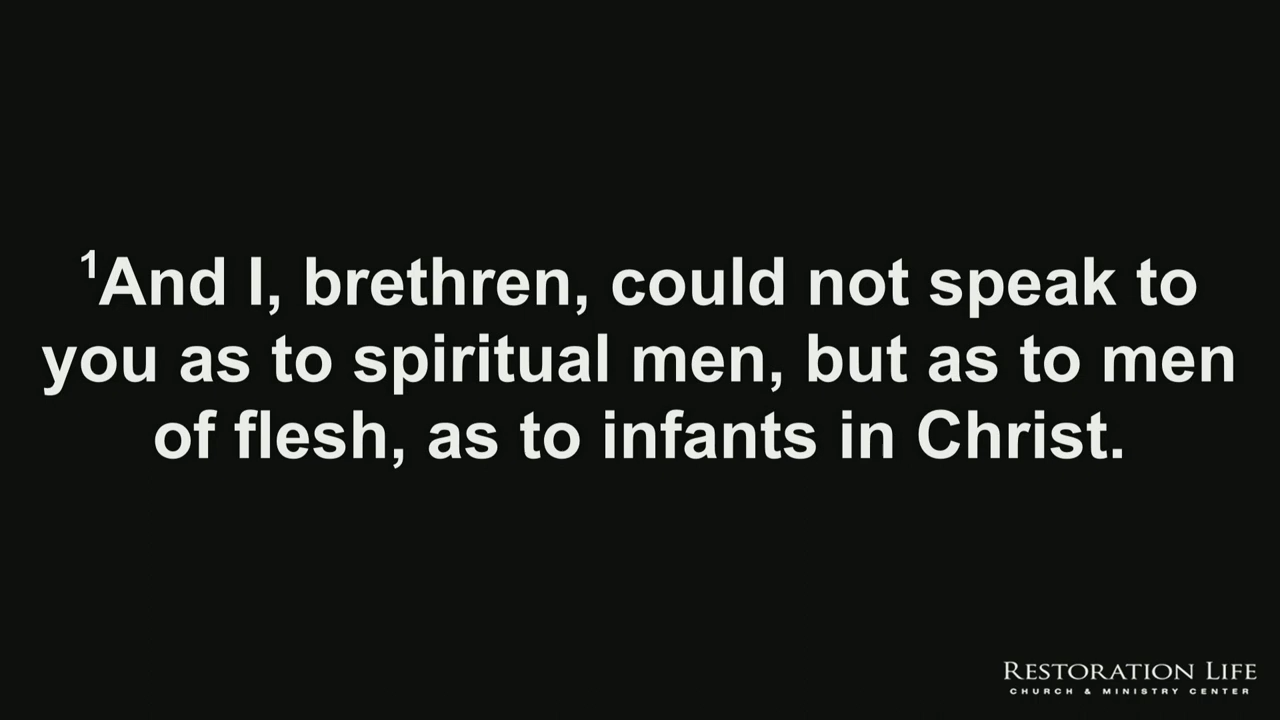 ¹And I, brethren, could not speak to
you as to spiritual men, but as to men
of flesh, as to infants in Christ.
RESTORATION LIFE
CHURCH & MINISTRY CENTER